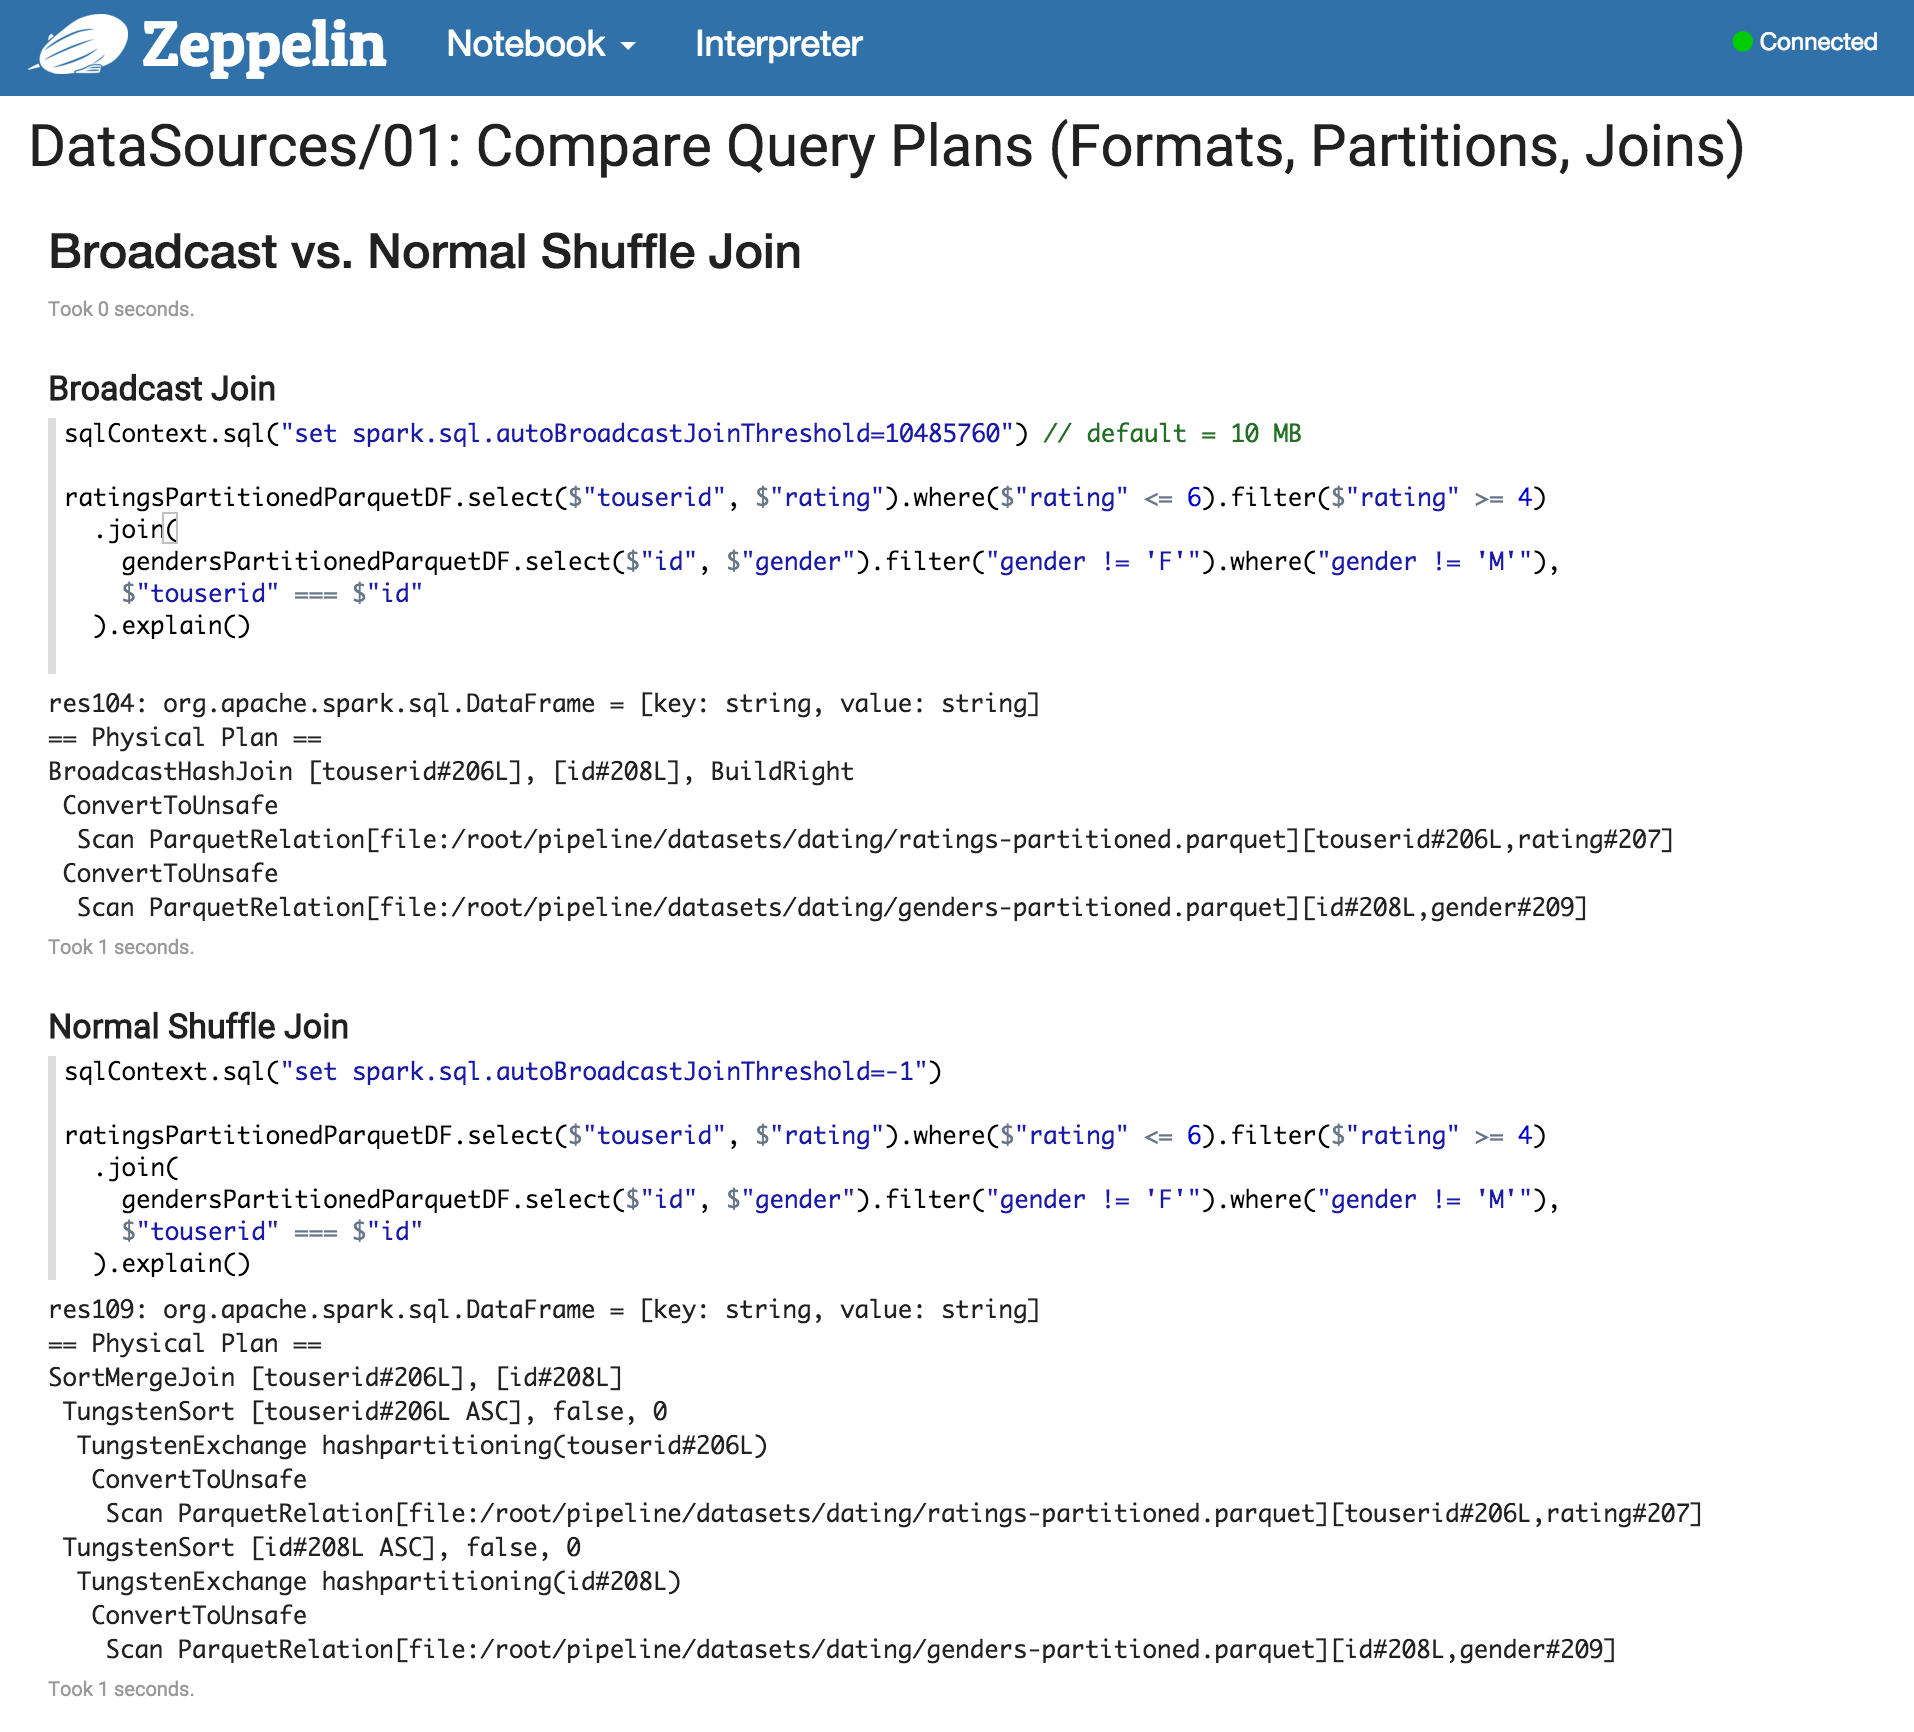 Zeppelin Notebook Interpreter Connected
DataSources/01: Compare Query Plans (Formats, Partitions, Joins)
Broadcast vs. Normal Shuffle Join
Took 0 seconds.
Broadcast Join
sqlContext.sql("set spark.sql.autoBroadcastJoinThreshold=10485760") // default = 10 MB
ratingsPartitionedParquetDF.select($"touserid", $"rating").where($"rating" <= 6).filter($"rating" >= 4)
  .join(
    gendersPartitionedParquetDF.select($"id", $"gender").filter("gender != 'F'").where("gender != 'M'"),
    $"touserid" === $"id"
  ).explain()
res104: org.apache.spark.sql.DataFrame = [key: string, value: string]
== Physical Plan ==
BroadcastHashJoin [touserid#206L], [id#208L], BuildRight
 ConvertToUnsafe
  Scan ParquetRelation[file:/root/pipeline/datasets/dating/ratings-partitioned.parquet][touserid#206L,rating#207]
 ConvertToUnsafe
  Scan ParquetRelation[file:/root/pipeline/datasets/dating/genders-partitioned.parquet][id#208L,gender#209]
Took 1 seconds.
Normal Shuffle Join
sqlContext.sql("set spark.sql.autoBroadcastJoinThreshold=-1")
ratingsPartitionedParquetDF.select($"touserid", $"rating").where($"rating" <= 6).filter($"rating" >= 4)
  .join(
    gendersPartitionedParquetDF.select($"id", $"gender").filter("gender != 'F'").where("gender != 'M'"),
    $"touserid" === $"id"
  ).explain()
res109: org.apache.spark.sql.DataFrame = [key: string, value: string]
== Physical Plan ==
SortMergeJoin [touserid#206L], [id#208L]
 TungstenSort [touserid#206L ASC], false, 0
  TungstenExchange hashpartitioning(touserid#206L)
   ConvertToUnsafe
    Scan ParquetRelation[file:/root/pipeline/datasets/dating/ratings-partitioned.parquet][touserid#206L,rating#207]
 TungstenSort [id#208L ASC], false, 0
  TungstenExchange hashpartitioning(id#208L)
   ConvertToUnsafe
    Scan ParquetRelation[file:/root/pipeline/datasets/dating/genders-partitioned.parquet][id#208L,gender#209]
Took 1 seconds.